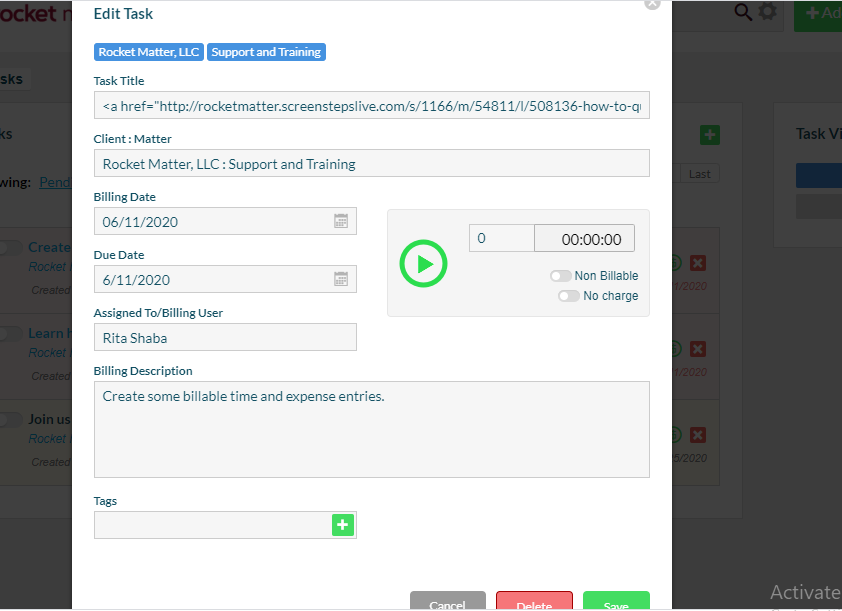 ocket
Edit Task
Ad
Rocket Matter, LLC Support and Training
sks
Task Title
<a href="http://rocketmatter.screenstepslive.com/s/1166/m/54811/l/508136-how-to-qu
ks
Task Vi
Client : Matter
Rocket Matter, LLC : Support and Training
wing: Pendi
Last
Billing Date
06/11/2020
0 00:00:00
Create
Due Date
Rocket
6/11/2020
Non Billable
Created
1/2020
No charge
Assigned To/Billing User
Rita Shaba
Learn h
Rocket
Billing Description
Created
1/2020
Create some billable time and expense entries.
Join us
Rocket
Created
5/2020
Tags
Activate
Cancel Delete Save